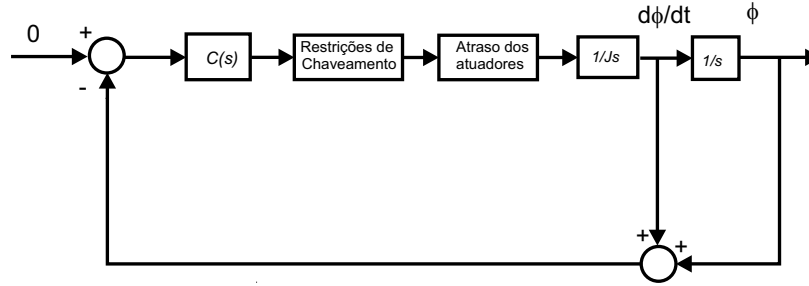 dϕ/dt
ϕ
0
+
-
C(s)
Restrições de
Chaveamento
Atraso dos
atuadores
1/Js
1/s
+
+